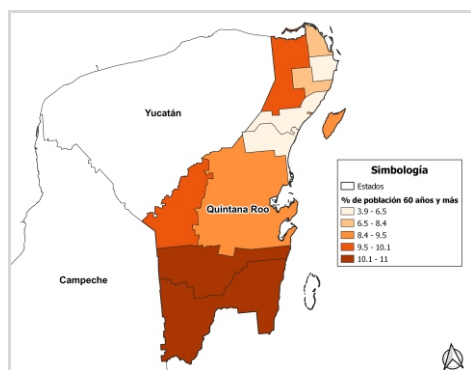 Yucatán
Quintana Roo
Campeche
Simbología
Estados
% de población 60 años y más
3.9 - 6.5
6.5 - 8.4
8.4 - 9.5
9.5 - 10.1
10.1 - 11